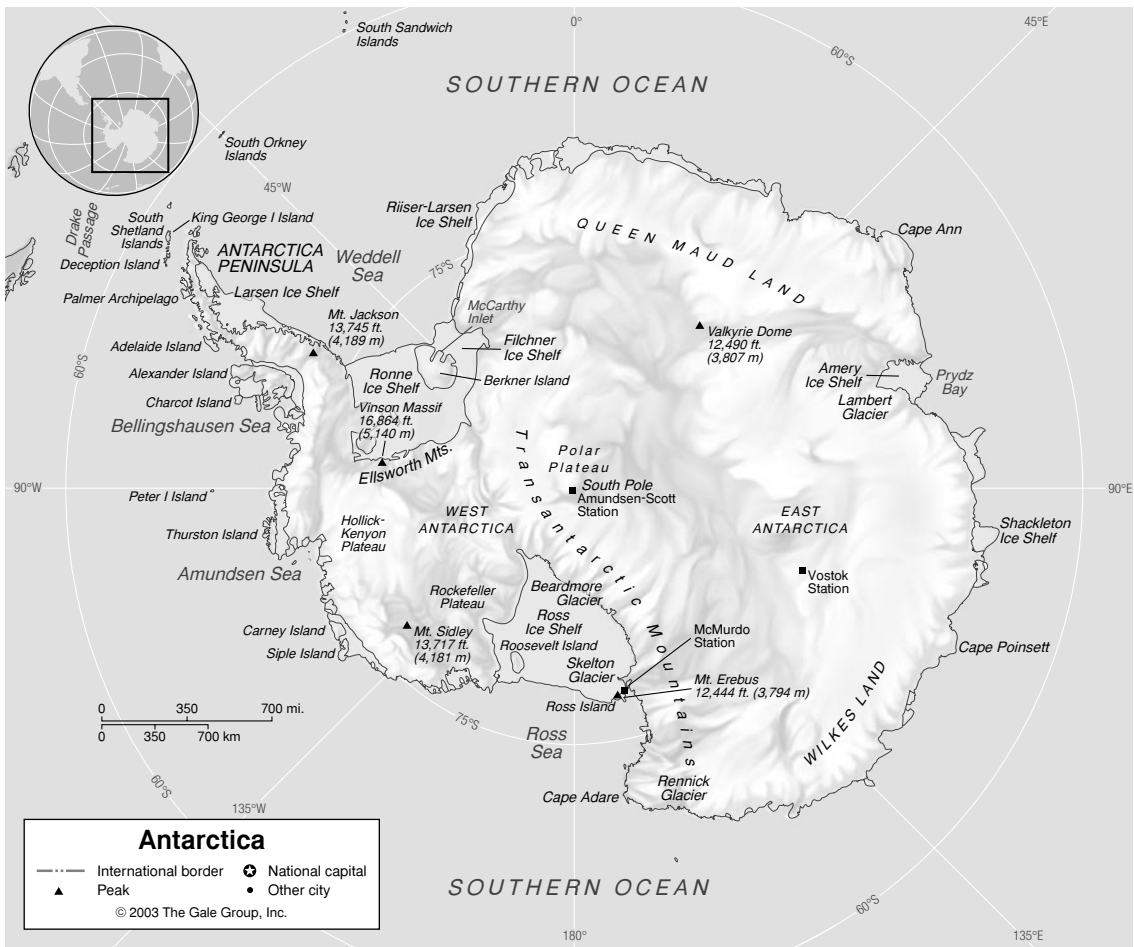 South Sandwich
Islands
0°
45°E
60°S
SOUTHERN OCEAN
South Orkney
Islands
45°W
Drake
Passage
South
Shetland
Islands
King George I Island
Riiser-Larsen
Ice Shelf
QUEEN MAUD LAND
Cape Ann
ANTARCTICA
PENINSULA
Weddell
Sea
75°S
Deception Island
Larsen Ice Shelf
Palmer Archipelago
McCarthy
Inlet
Mt. Jackson
13,745 ft.
(4,189 m)
Filchner
Ice Shelf
Valkyrie Dome
12,490 ft.
(3,807 m)
Adelaide Island
60°S
Alexander Island
Ronne
Ice Shelf
Berkner Island
Amery
Ice Shelf
Prydz
Bay
Lambert
Glacier
Charcot Island
Vinson Massif
16,864 ft.
(5,140 m)
Bellingshausen Sea
Ellsworth Mts.
Transantarctic Mountains
Polar
Plateau
South Pole
Amundsen-Scott
Station
90°W
90°E
Peter I Island
WEST
ANTARCTICA
EAST
ANTARCTICA
Hollick-
Kenyon
Plateau
Thurston Island
Shackleton
Ice Shelf
Amundsen Sea
Beardmore
Glacier
Vostok
Station
Rockefeller
Plateau
Ross
Ice Shelf
Carney Island
Mt. Sidley
13,717 ft.
(4,181 m)
Roosevelt Island
McMurdo
Station
Cape Poinsett
Siple Island
Skelton
Glacier
Mt. Erebus
12,444 ft. (3,794 m)
WILKES LAND
Ross Island
0 350 700 mi.
0 350 700 km
75°S
Ross
Sea
Rennick
Glacier
Cape Adare
60°S
60°S
135°W
Antarctica
International border
National capital
Peak
Other city
© 2003 The Gale Group, Inc.
SOUTHERN OCEAN
180°
135°E